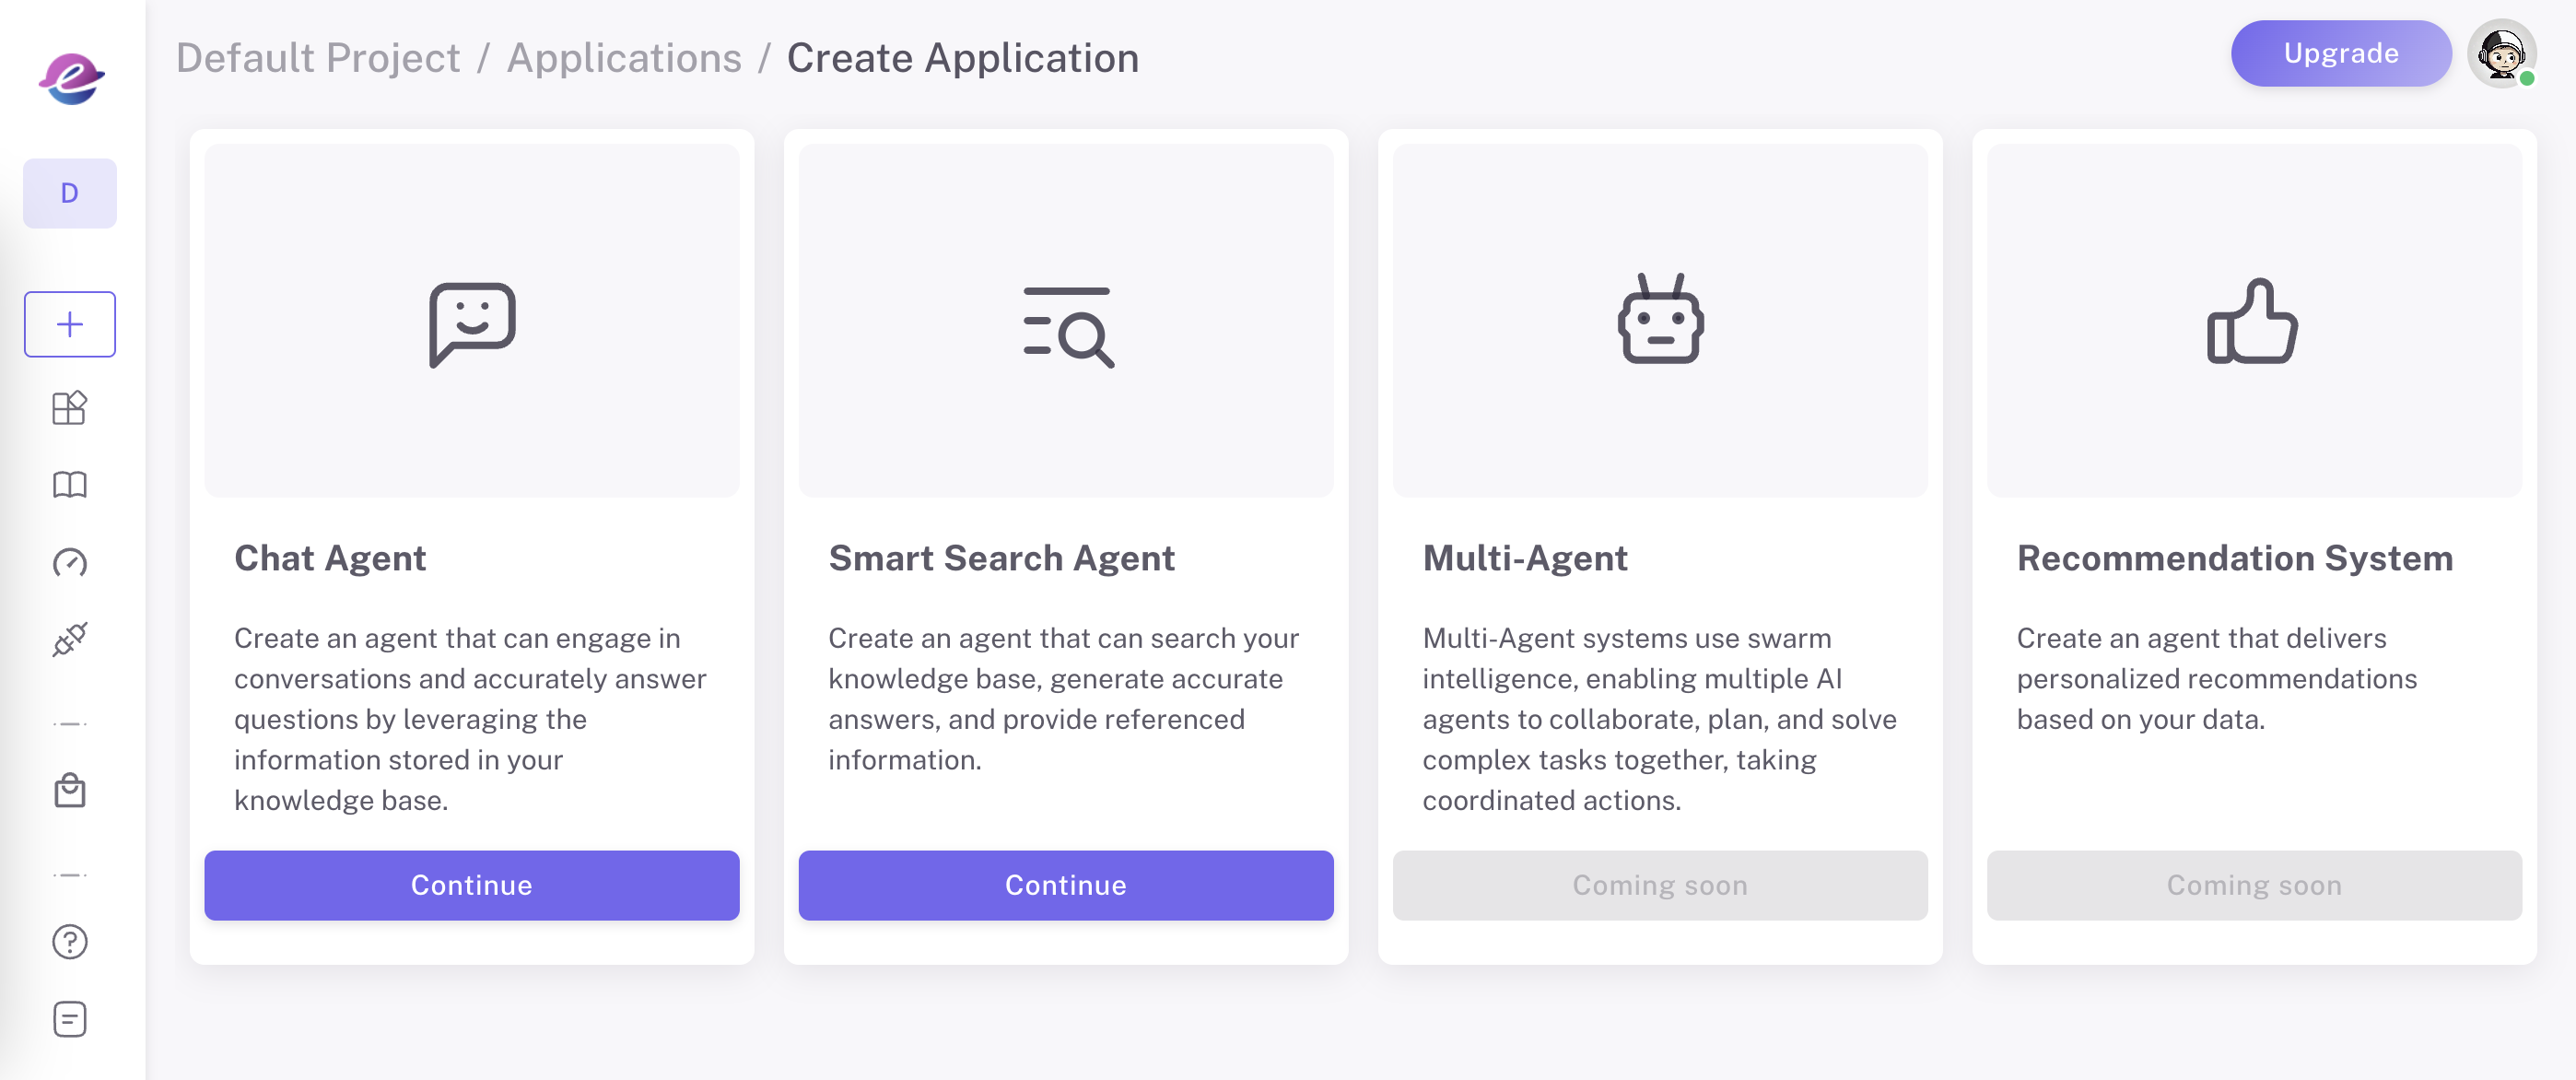 Default Project / Applications / Create Application
Upgrade
D
Chat Agent
Create an agent that can engage in
conversations and accurately answer
questions by leveraging the
information stored in your
knowledge base.
Continue
Smart Search Agent
Create an agent that can search your
knowledge base, generate accurate
answers, and provide referenced
information.
Continue
Multi-Agent
Multi-Agent systems use swarm
intelligence, enabling multiple AI
agents to collaborate, plan, and solve
complex tasks together, taking
coordinated actions.
Coming soon
Recommendation System
Create an agent that delivers
personalized recommendations
based on your data.
Coming soon